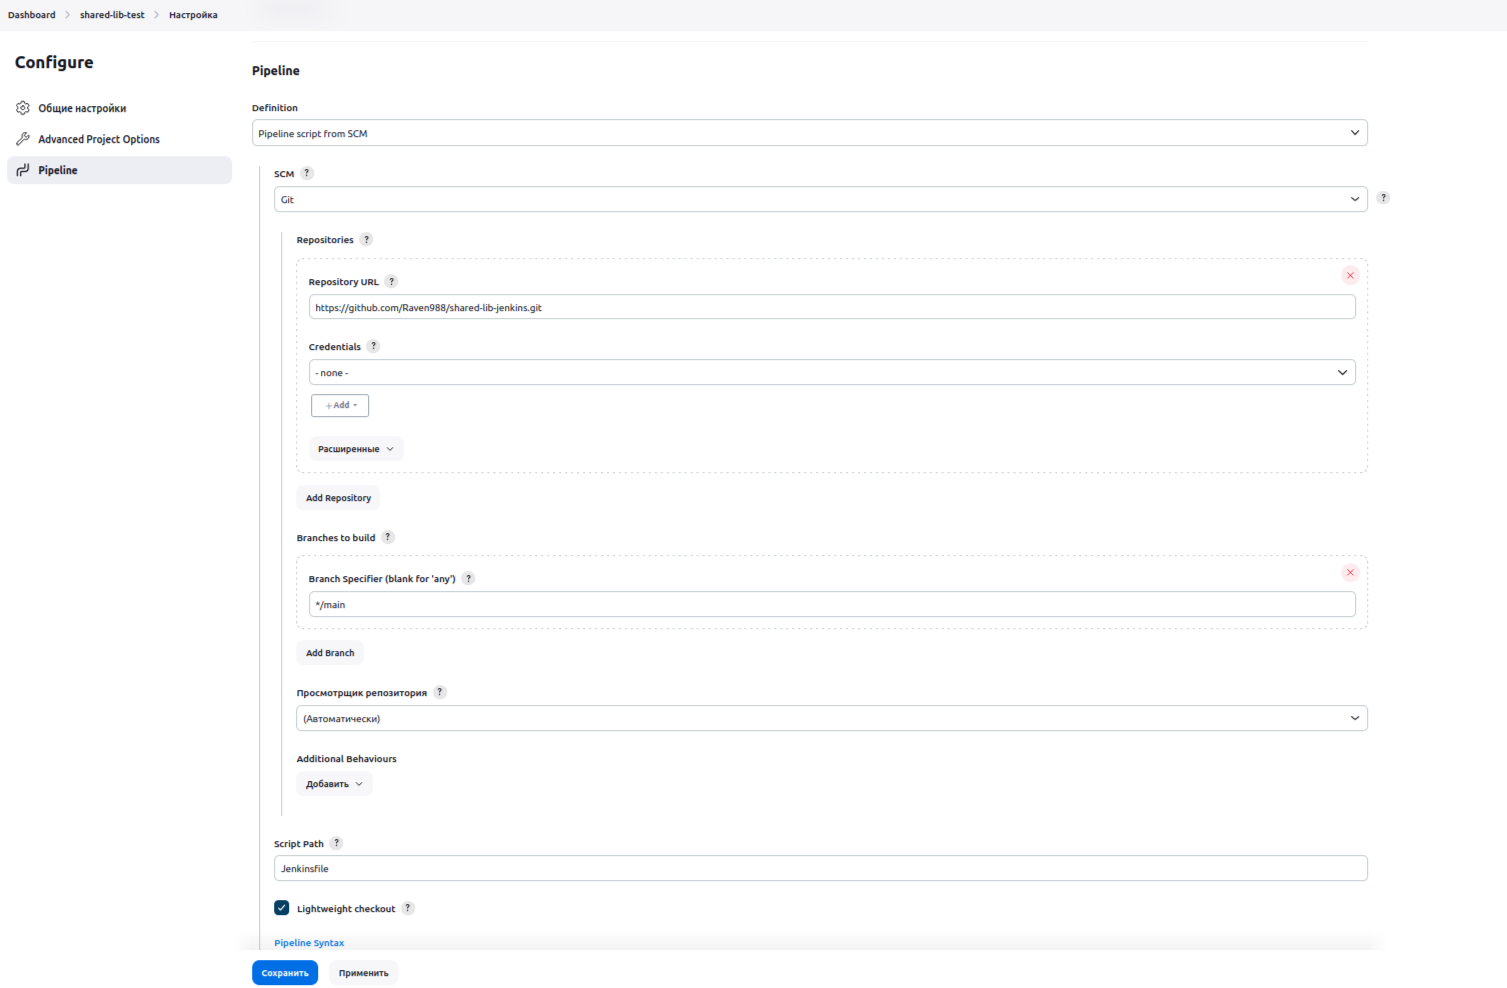 Dashboard > shared-lib-test > Настройка
Configure
Общие настройки
Advanced Project Options
Pipeline
Pipeline
Definition
Pipeline script from SCM
SCM ?
Git
?
Repositories ?
Repository URL ?
https://github.com/Raven988/shared-lib-jenkins.git
Credentials ?
- none -
+ Add
Расширенные
Add Repository
Branches to build ?
Branch Specifier (blank for 'any') ?
*/main
Add Branch
Просмотрщик репозитория ?
(Автоматически)
Additional Behaviours
Добавить
Script Path ?
Jenkinsfile
Lightweight checkout ?
Pipeline Syntax
Сохранить
Применить